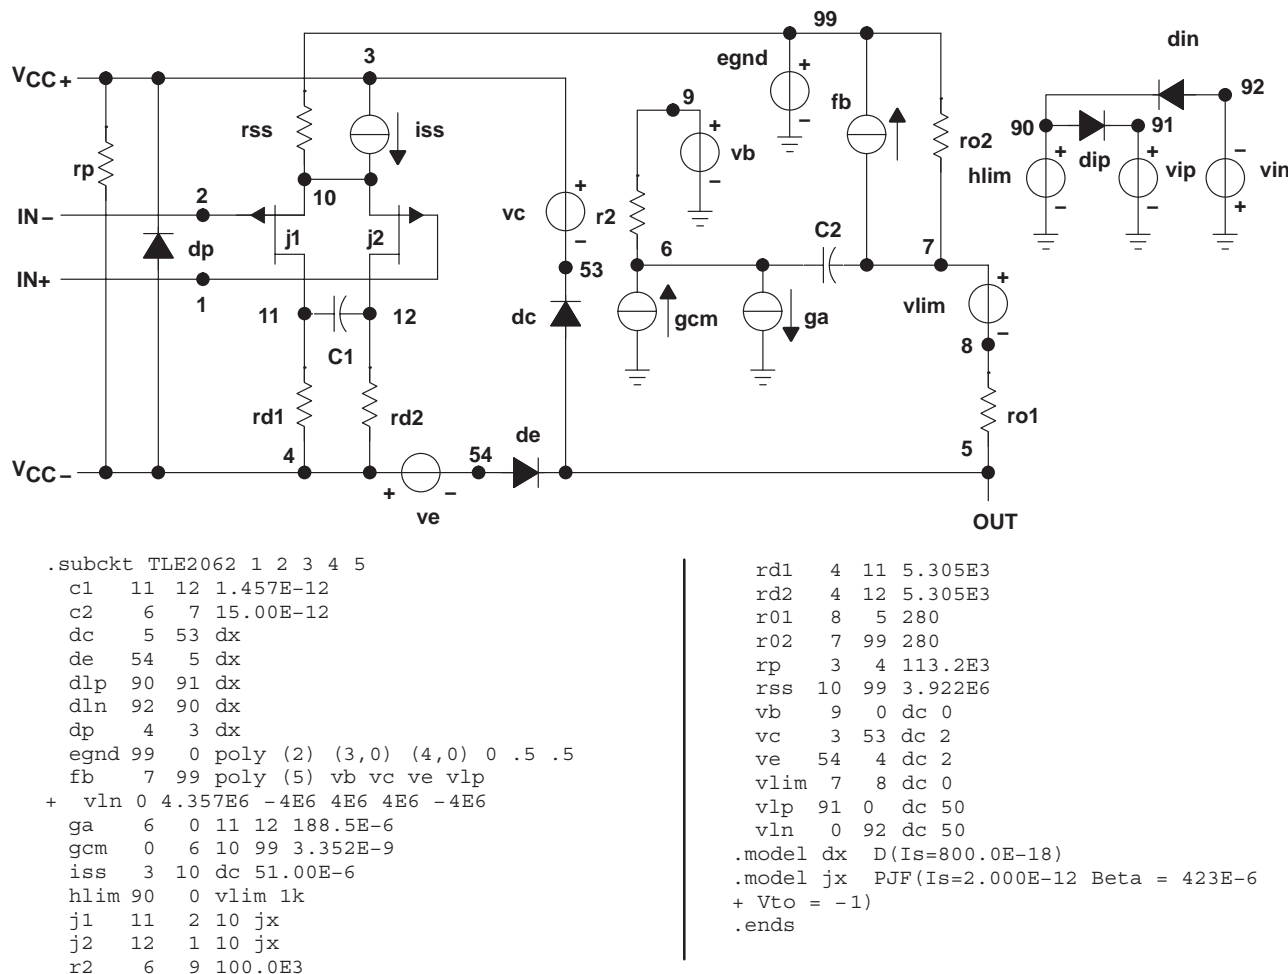 99
3
din
VCC+
egnd
92
9
fb
rss
iss
90
91
rp
vb
ro2
dip
hlim
vip
vin
10
2
IN−
vc
r2
C2
j1
j2
dp
6
7
53
IN+
1
11
12
dc
gcm
ga
vlim
8
C1
rd1
rd2
ro1
de
4
54
5
VCC−
ve
OUT
+
−
+
−
+
−
+
−
+
−
+
−
−
+
+
−
.subckt TLE2062 1 2 3 4 5
c1 11 12 1.457E−12
c2 6 7 15.00E−12
dc 5 53 dx
de 54 5 dx
dlp 90 91 dx
dln 92 90 dx
dp 4 3 dx
egnd 99 0 poly (2) (3,0) (4,0) 0 .5 .5
fb 7 99 poly (5) vb vc ve vlp
+ vln 0 4.357E6 −4E6 4E6 4E6 −4E6
ga 6 0 11 12 188.5E−6
gcm 0 6 10 99 3.352E−9
iss 3 10 dc 51.00E−6
hlim 90 0 vlim 1k
j1 11 2 10 jx
j2 12 1 10 jx
r2 6 9 100.0E3
rd1 4 11 5.305E3
rd2 4 12 5.305E3
r01 8 5 280
r02 7 99 280
rp 3 4 113.2E3
rss 10 99 3.922E6
vb 9 0 dc 0
vc 3 53 dc 2
ve 54 4 dc 2
vlim 7 8 dc 0
vlp 91 0 dc 50
vln 0 92 dc 50
.model dx D(Is=800.0E−18)
.model jx PJF(Is=2.000E−12 Beta = 423E−6
+ Vto = −1)
.ends